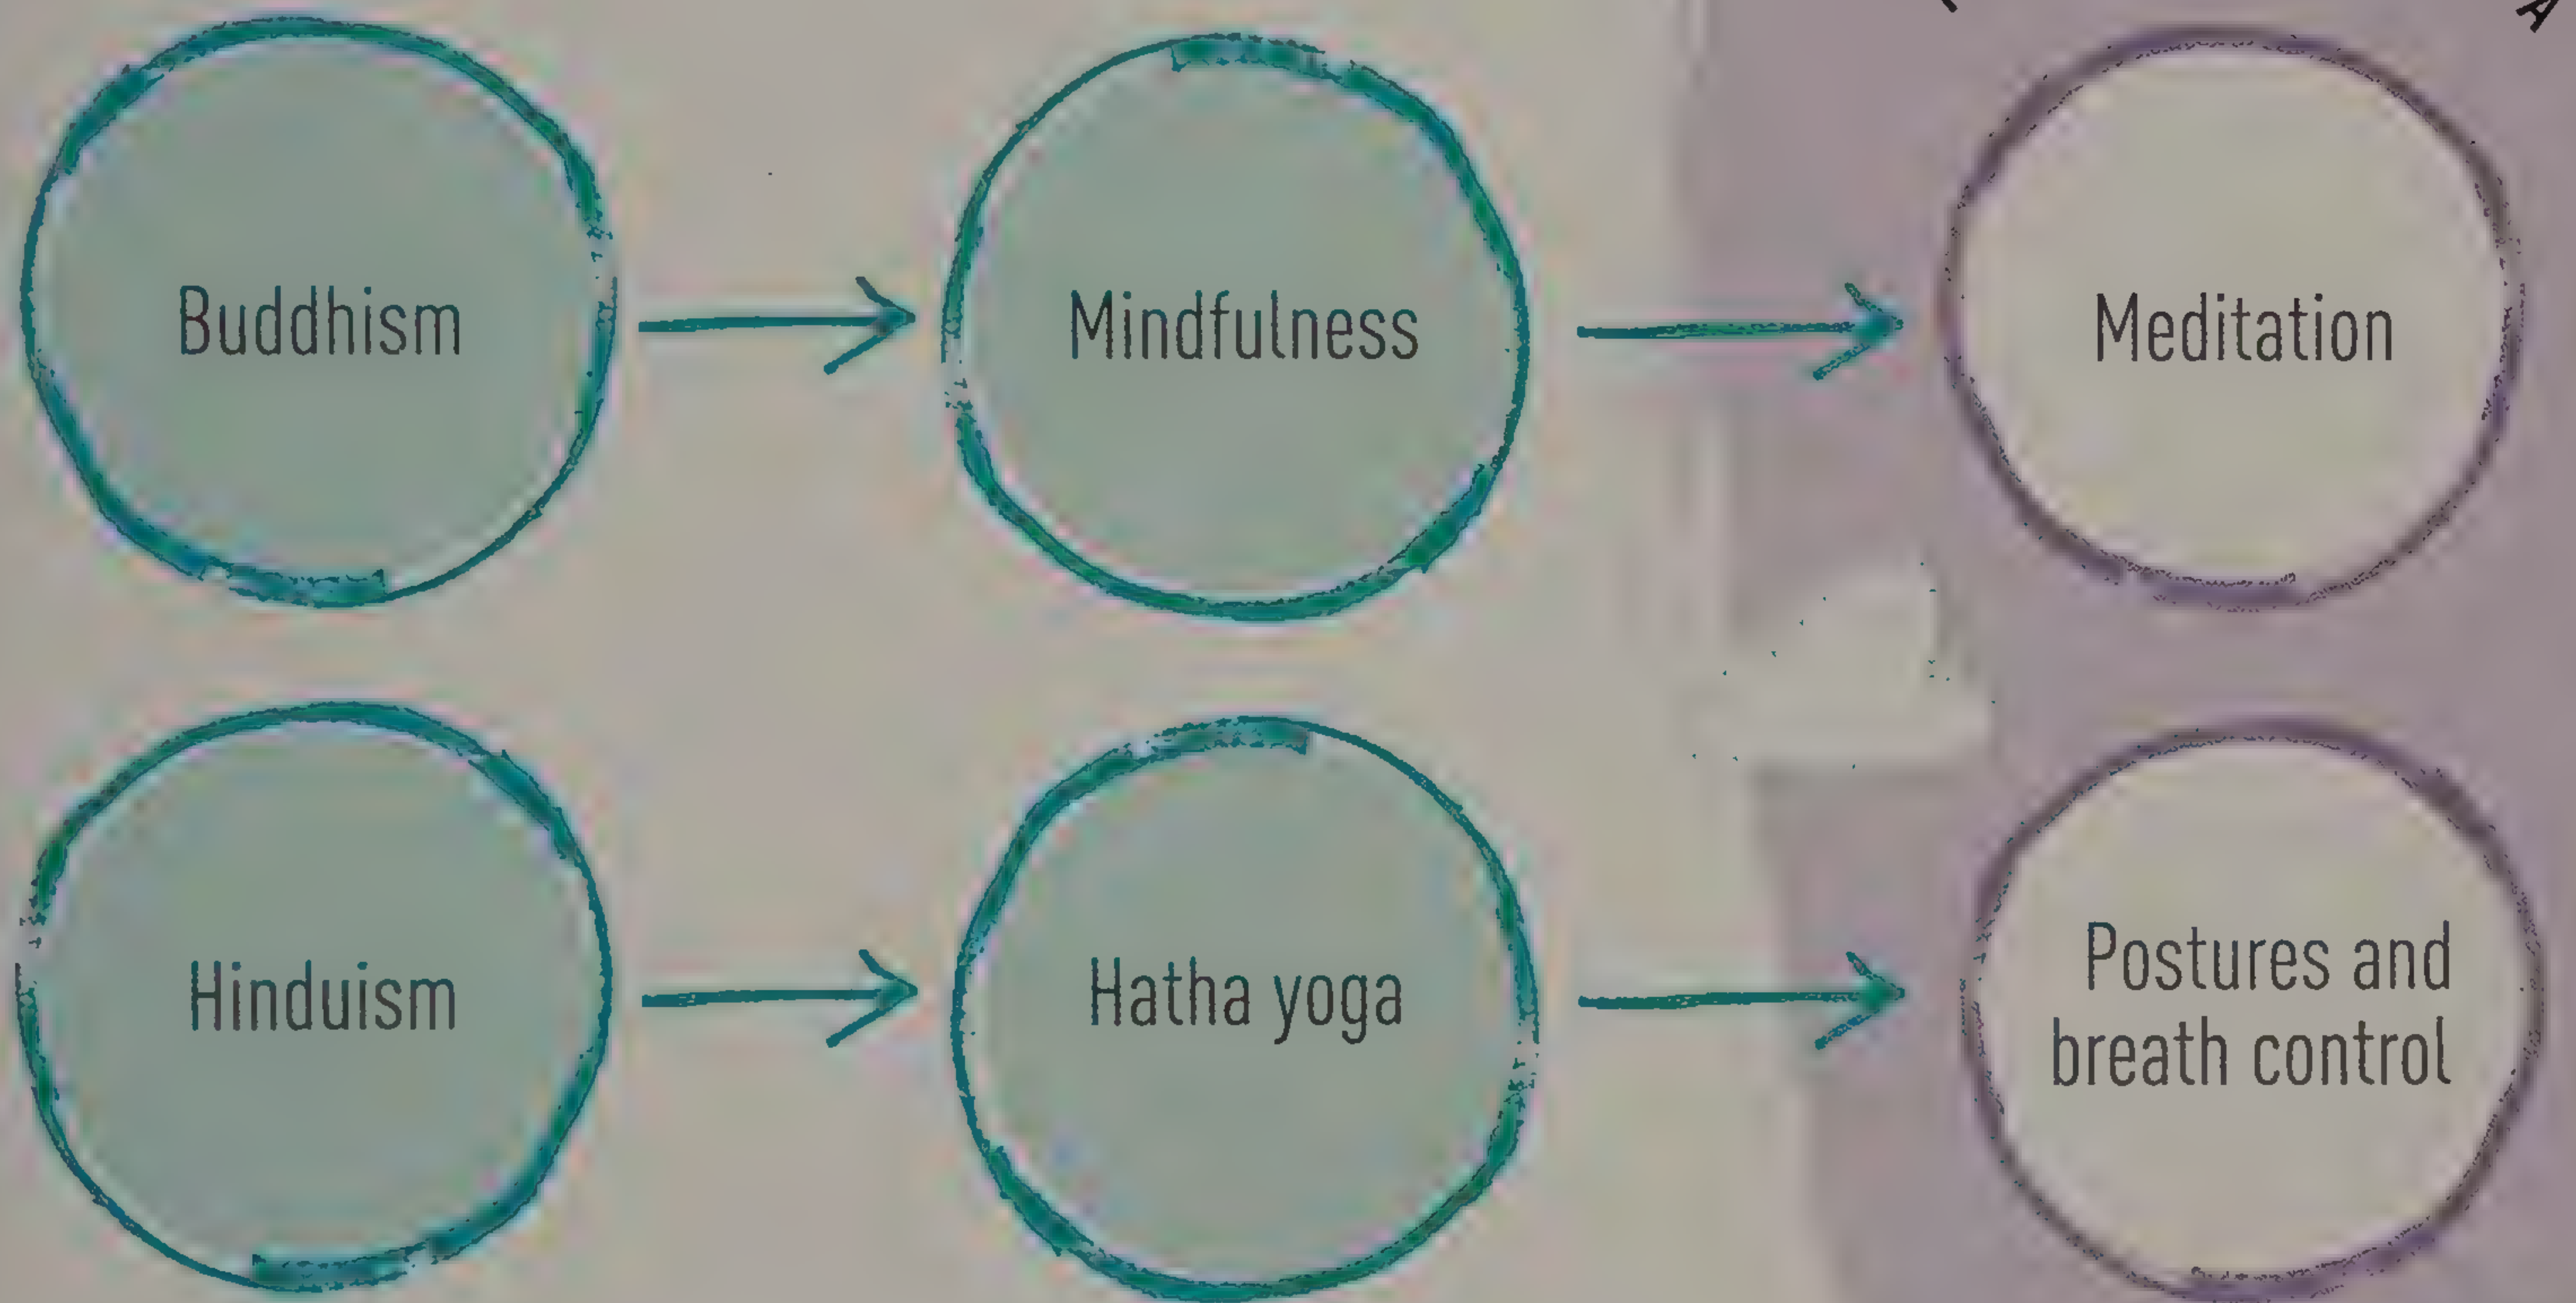 Buddhism
Mindfulness
Meditation
Hinduism
Hatha yoga
Postures and
breath control